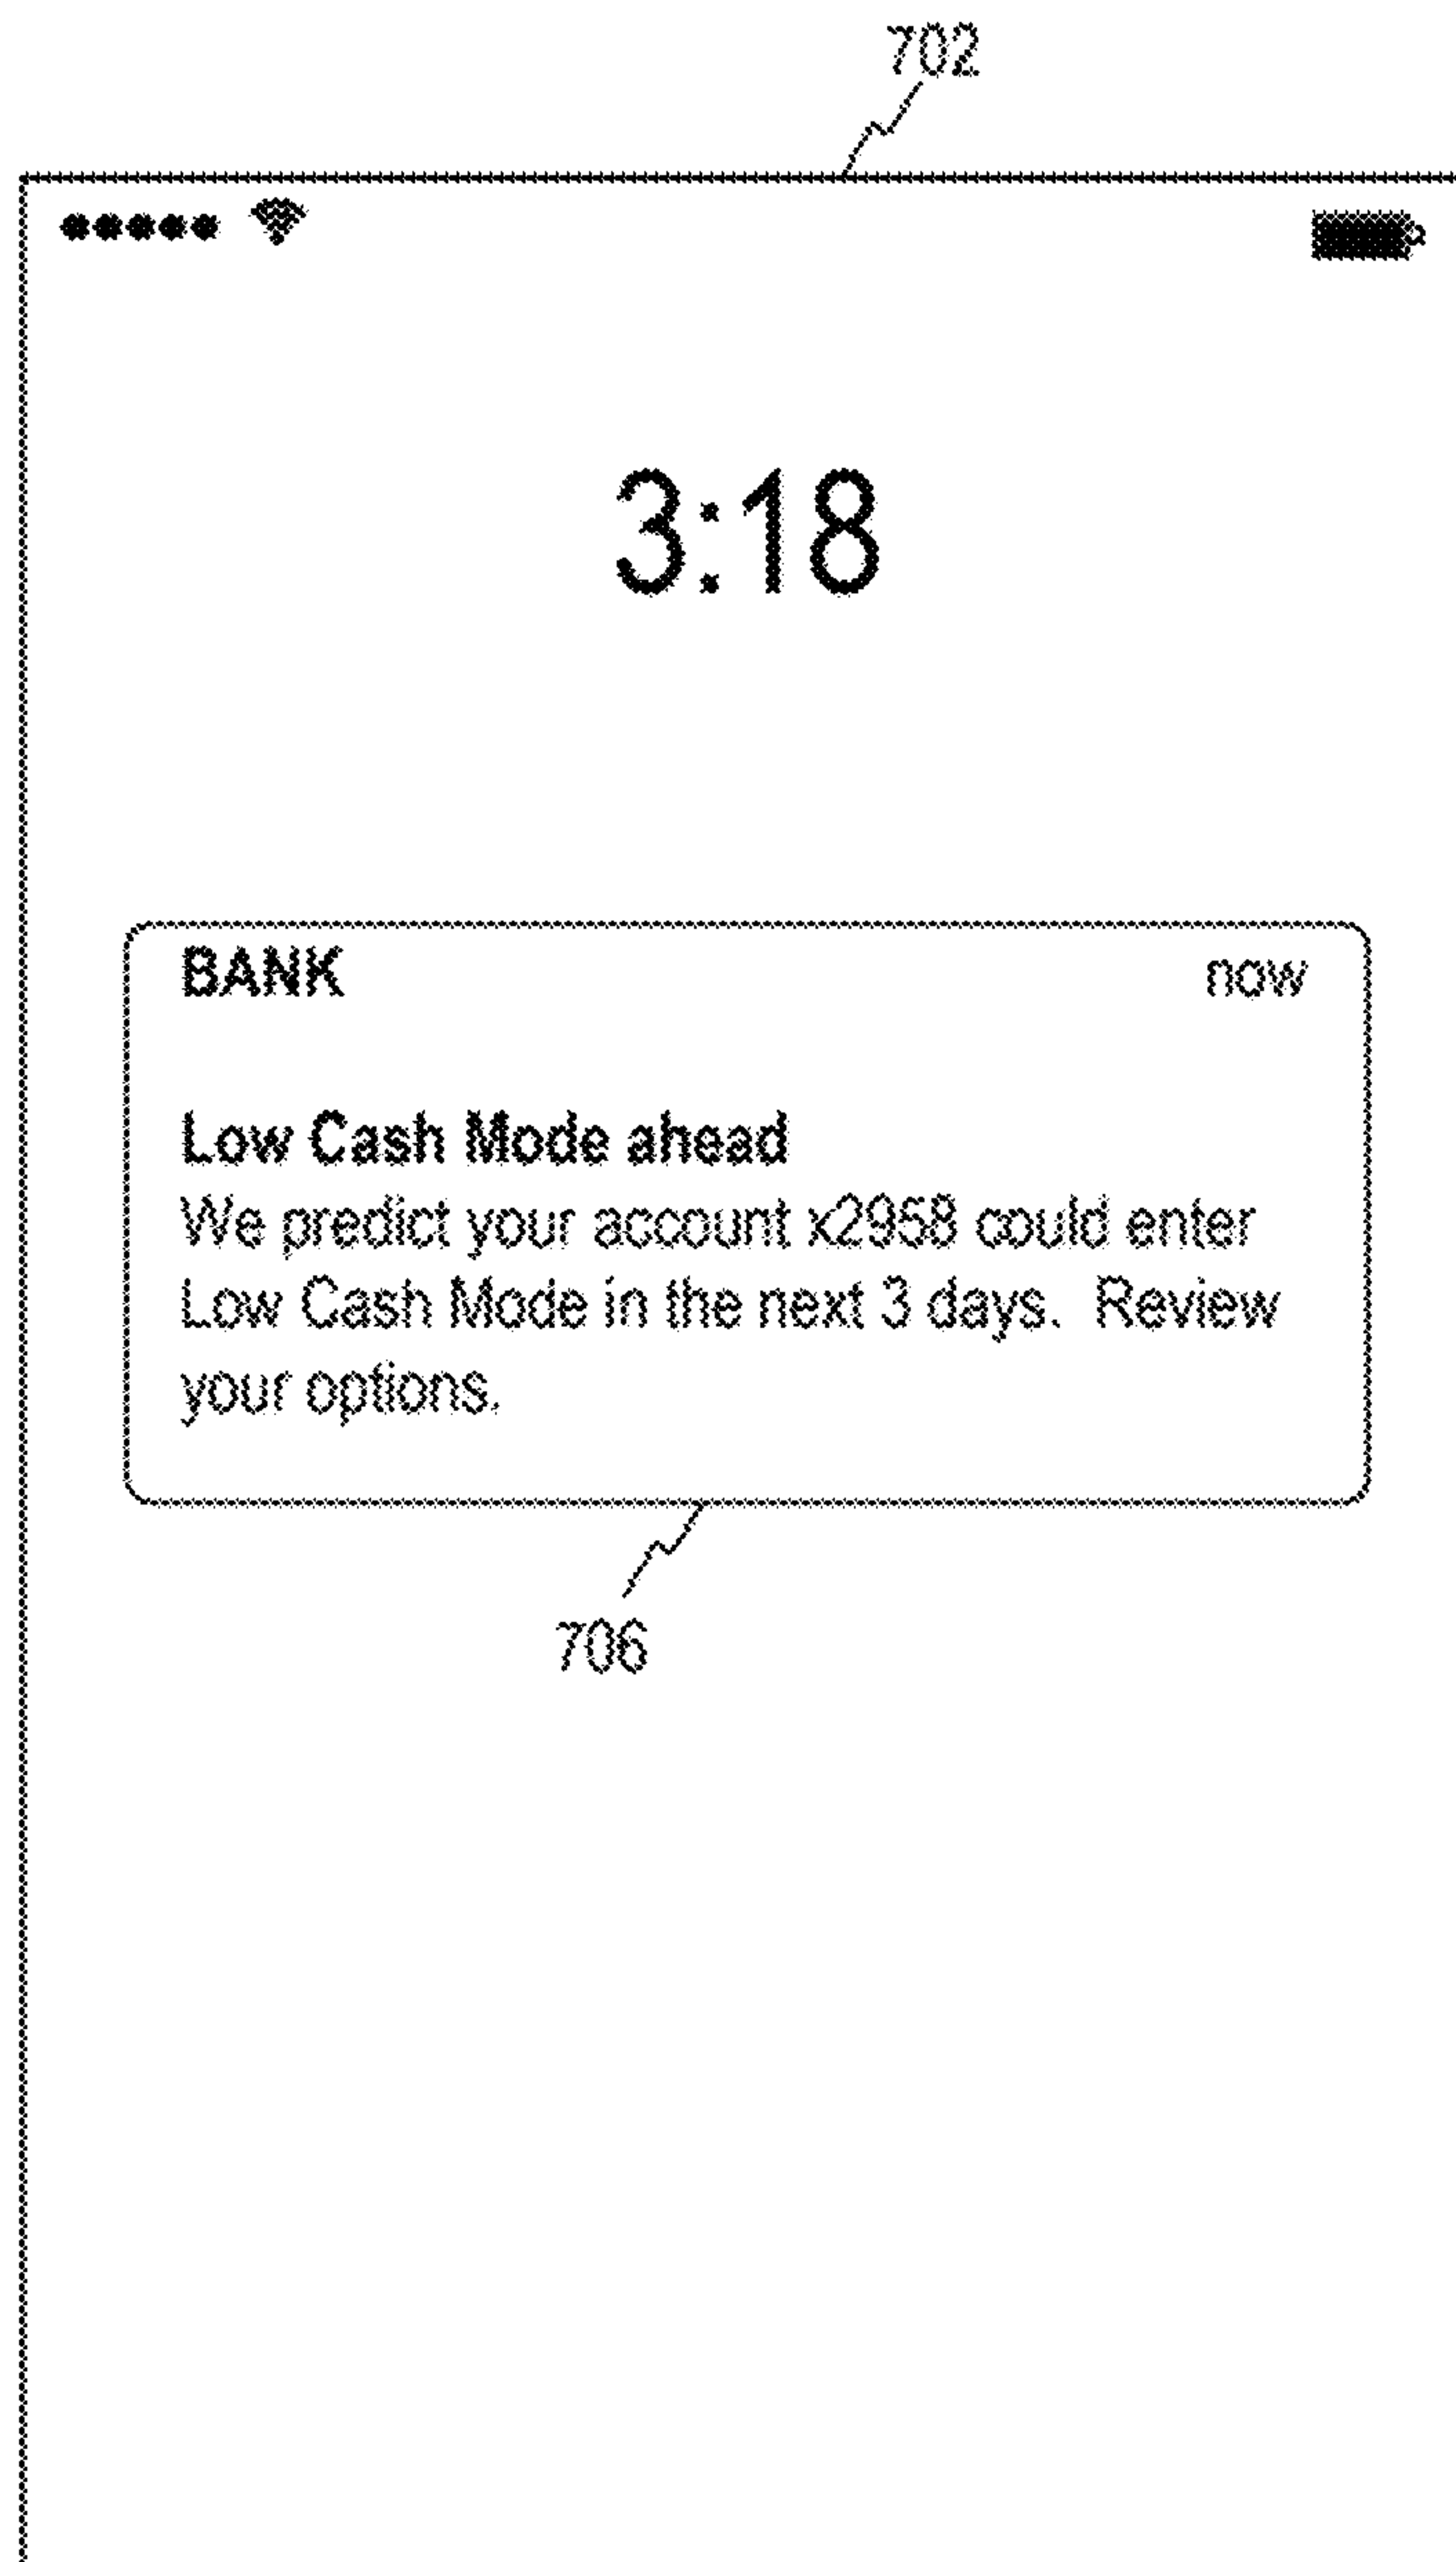 702
3:18
BANK now
Low Cash Mode ahead
We predict your account x2958 could enter
Low Cash Mode in the next 3 days. Review
your options.
706